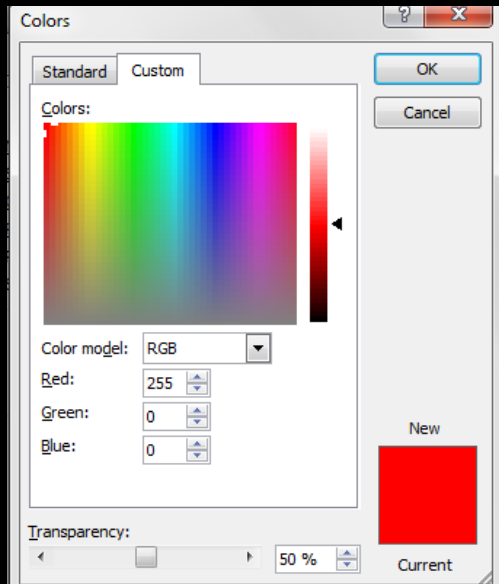 Colors
Standard Custom
OK
Cancel
Colors:
Color model: RGB
Red: 255
Green: 0
Blue: 0
New
Transparency:
50 %
Current